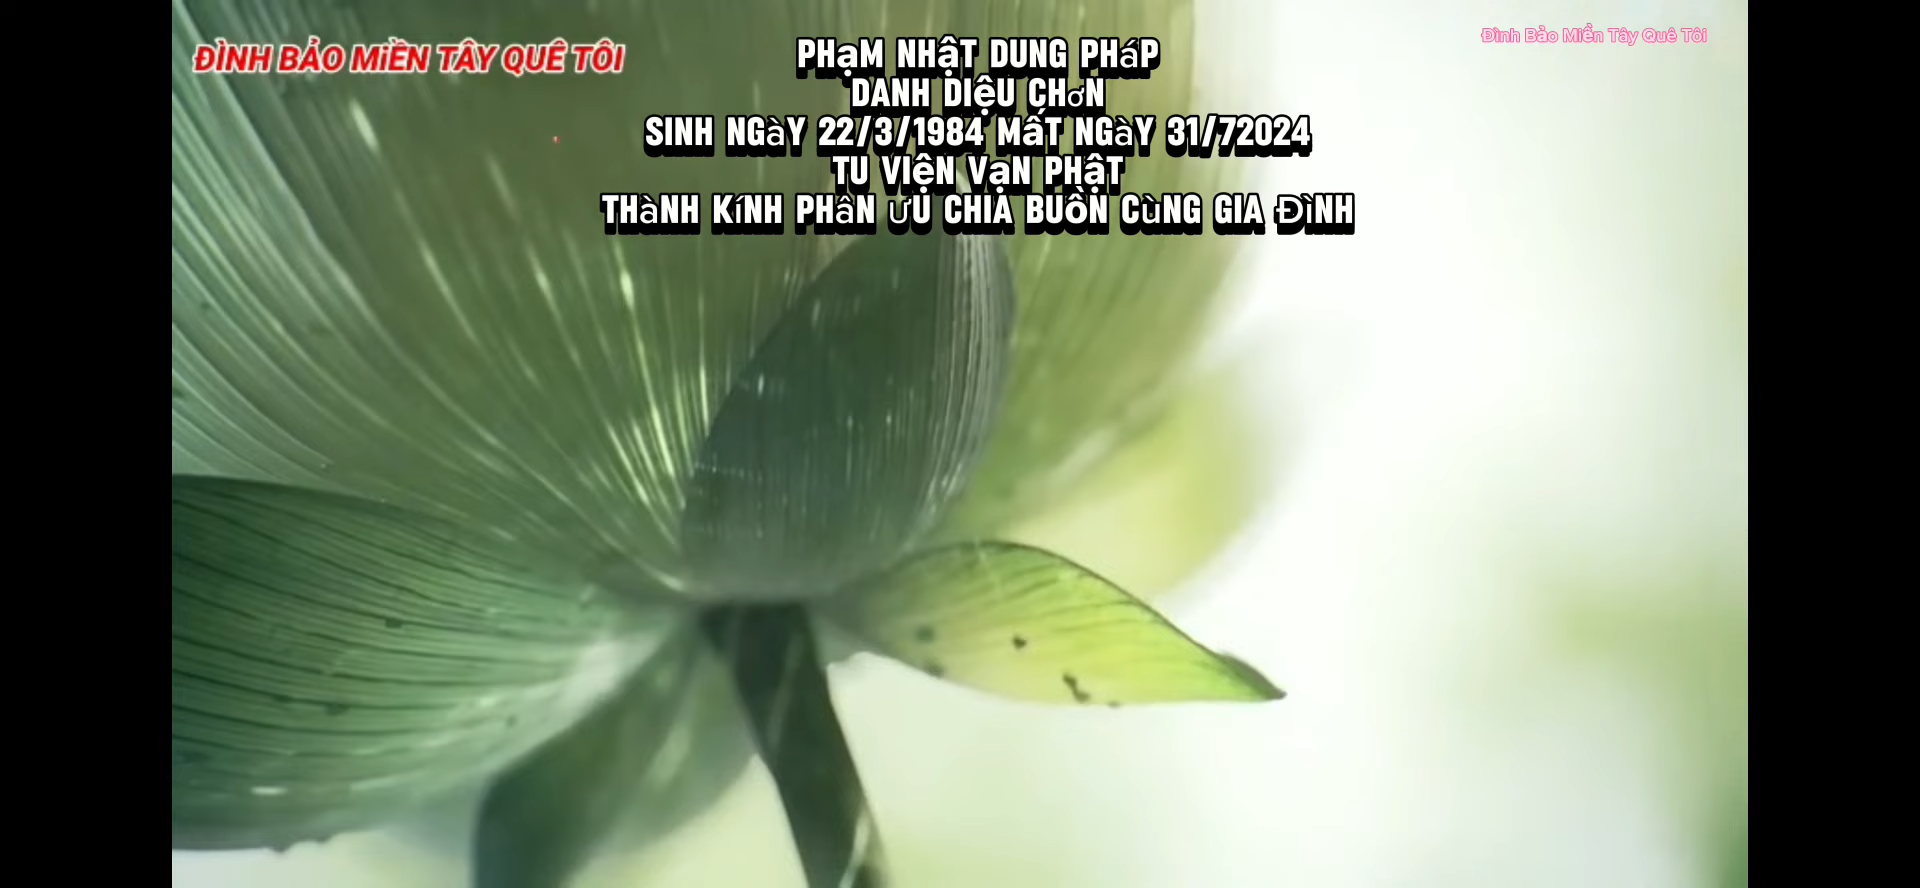 ĐÌNH BẢO MiỀN TÂY QUÊ TÔI
Đình Bảo Miền Tây Quê Tôi
PHạM NHậT DUNG PHáP
DANH DIệU CHơN
SINH NGàY 22/3/1984 MấT NGàY 31/72024
TU VIệN VạN PHậT
THàNH KíNH PHâN ưU CHIA BUồN CùNG GIA ĐìNH